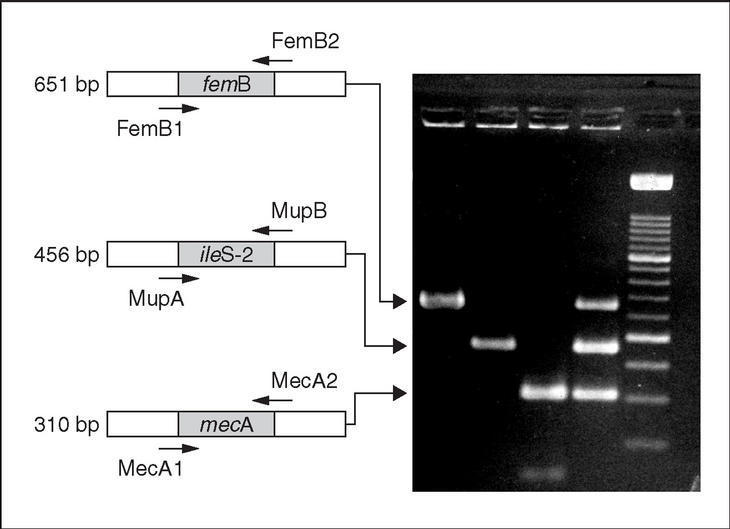 FemB2
651 bp
femB
FemB1
MupB
456 bp
ileS-2
MupA
MecA2
310 bp
mecA
MecA1